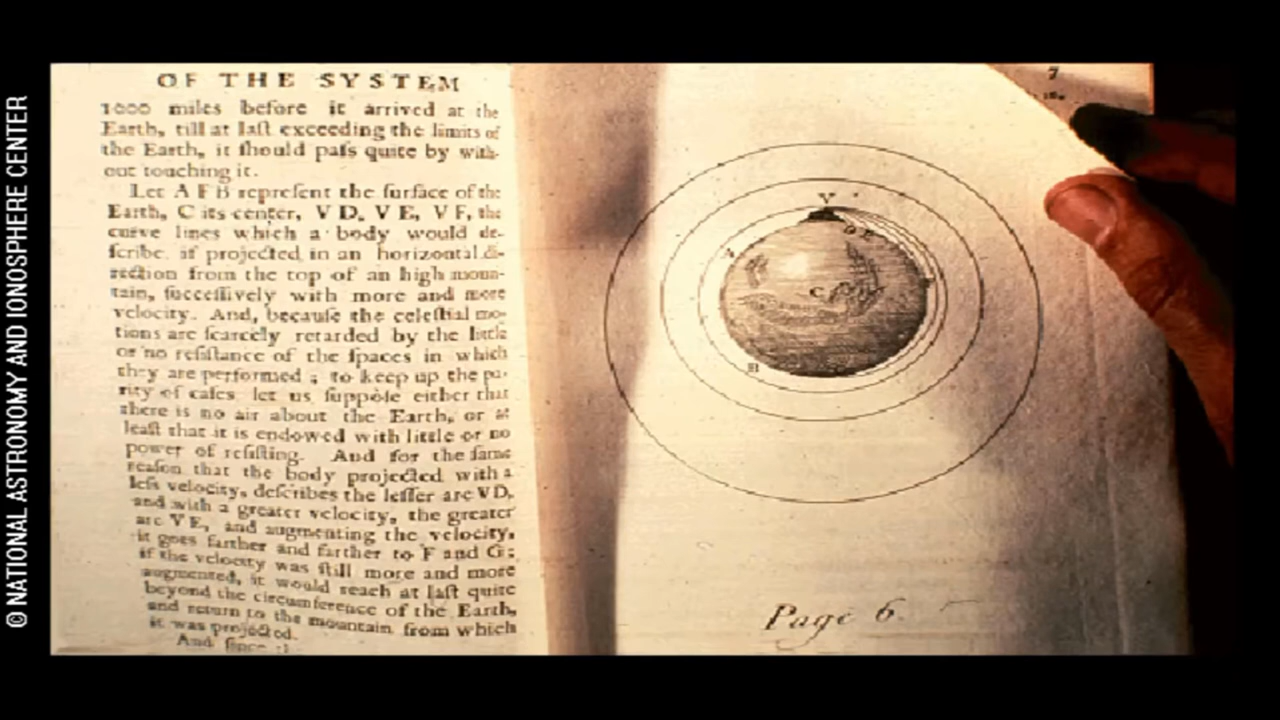 © NATIONAL ASTRONOMY AND IONOSPHERE CENTER
OF THE SYSTEM
1000 miles before it arrived at the
Earth, till at laſt exceeding the limits of
the Earth, it ſhould paſs quite by with-
out touching it.
Let A F B repreſent the ſurface of the
Earth, C its center, V D, V E, V F, the
curve lines which a body would de-
ſcribe, if projected in an horizontal di-
rection from the top of an high moun-
tain, ſucceſſively with more and more
velocity. And, becauſe the celeſtial mo-
tions are ſcarcely retarded by the little
or no reſiſtance of the ſpaces in which
they are performed; to keep up the pa-
rity of caſes, let us ſuppoſe either that
there is no air about the Earth, or at
leaſt that it is endowed with little or no
power of reſiſting. And for the ſame
reaſon that the body projected with a
leſs velocity, deſcribes the leſſer arc VD,
and with a greater velocity, the greater
arc VE, and augmenting the velocity,
it goes farther and farther to F and G;
if the velocity was ſtill more and more
augmented, it would reach at laſt quite
beyond the circumference of the Earth,
and return to the mountain from which
it was projected.
And ſince
7
V
D E
A
F
C
B
Page 6.